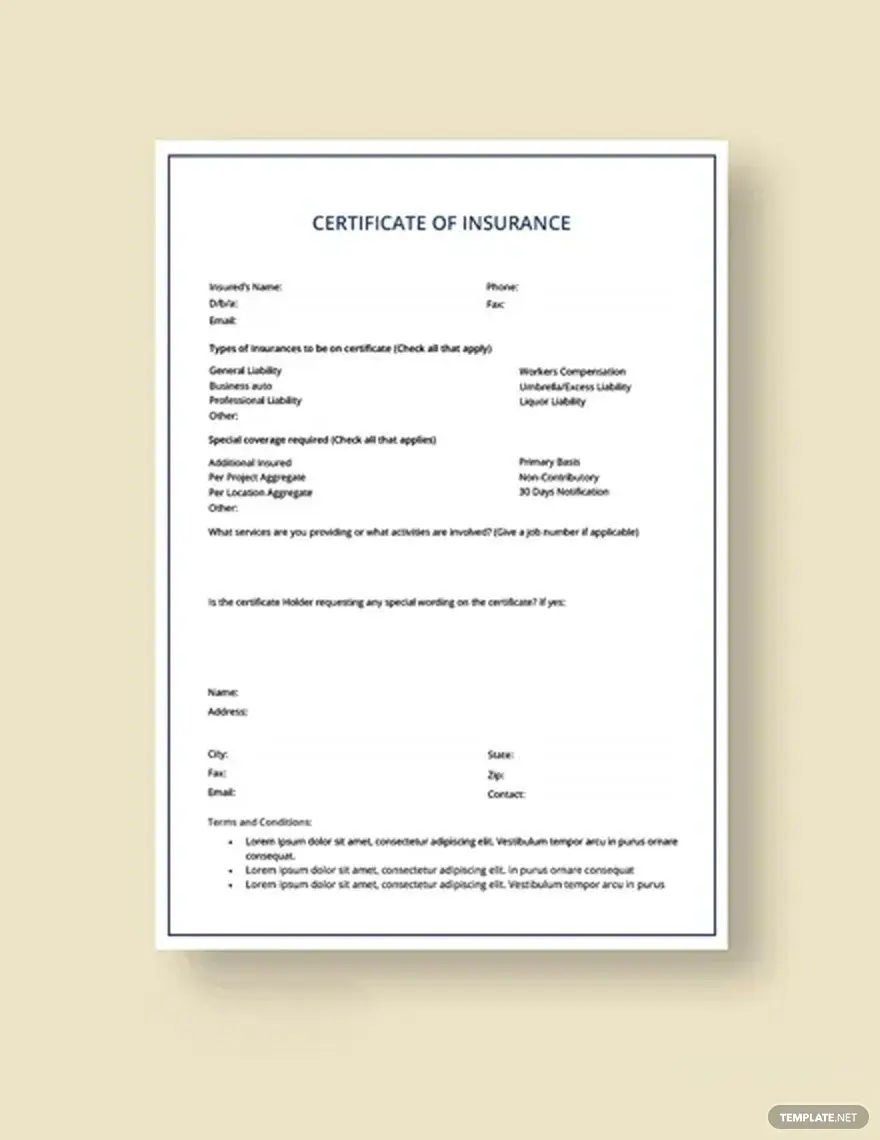 CERTIFICATE OF INSURANCE
Insured's Name: Phone:
D/b/a: Fax:
Email:
Types of insurances to be on certificate (Check all that apply)
General Liability Workers Compensation
Business auto Umbrella/Excess Liability
Professional Liability Liquor Liability
Other:
Special coverage required (Check all that applies)
Additional Insured Primary Basis
Per Project Aggregate Non-Contributory
Per Location Aggregate 30 Days Notification
Other:
What services are you providing or what activities are involved? (Give a job number if applicable)
Is the certificate Holder requesting any special wording on the certificate? If yes:
Name:
Address:
City: State:
Fax: Zip:
Email: Contact:
Terms and Conditions:
• Lorem ipsum dolor sit amet, consectetur adipiscing elit. Vestibulum tempor arcu in purus ornare
consequat.
• Lorem ipsum dolor sit amet, consectetur adipiscing elit. In purus ornare consequat
• Lorem ipsum dolor sit amet, consectetur adipiscing elit. Vestibulum tempor arcu in purus
TEMPLATE.NET